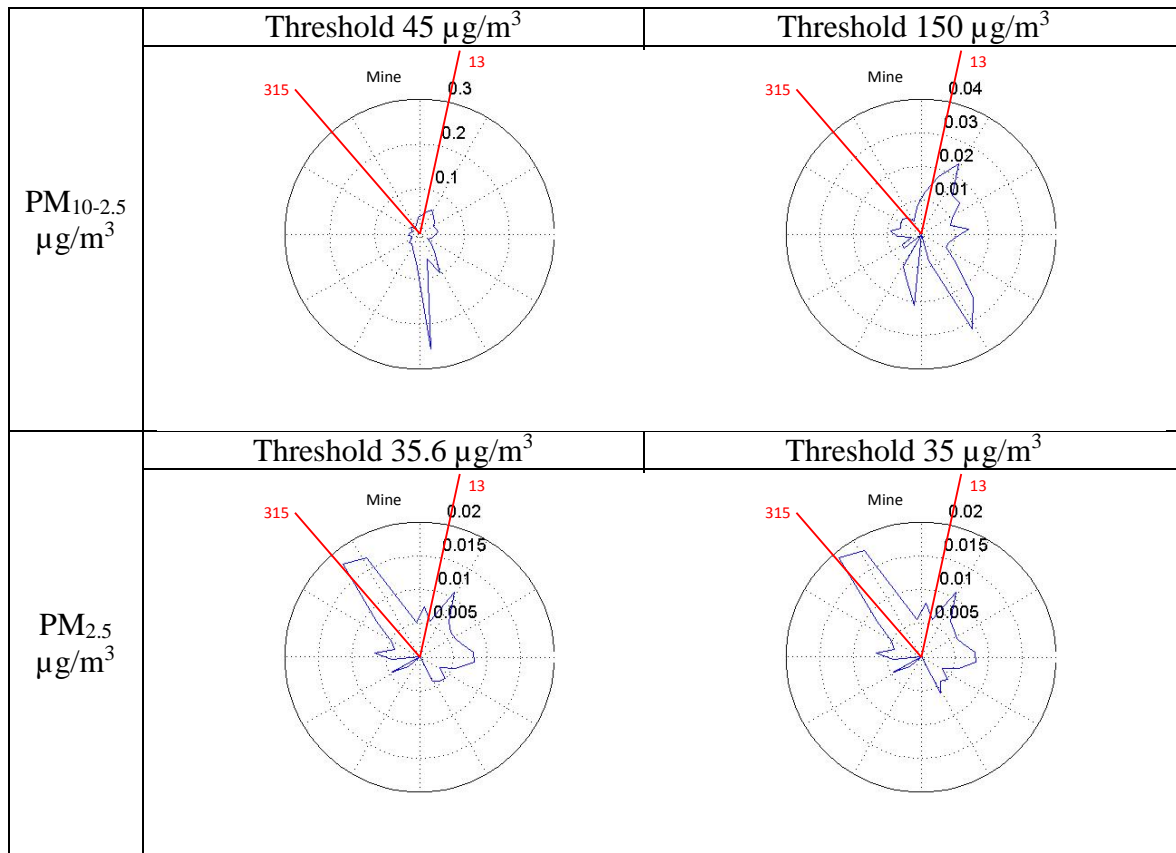 Threshold 45 µg/m³
Threshold 150 µg/m³
PM₁₀₋₂.₅
µg/m³
Mine
13
315
0.3
0.2
0.1
Mine
13
315
0.04
0.03
0.02
0.01
Threshold 35.6 µg/m³
Threshold 35 µg/m³
PM₂.₅
µg/m³
Mine
13
315
0.02
0.015
0.01
0.005
Mine
13
315
0.02
0.015
0.01
0.005